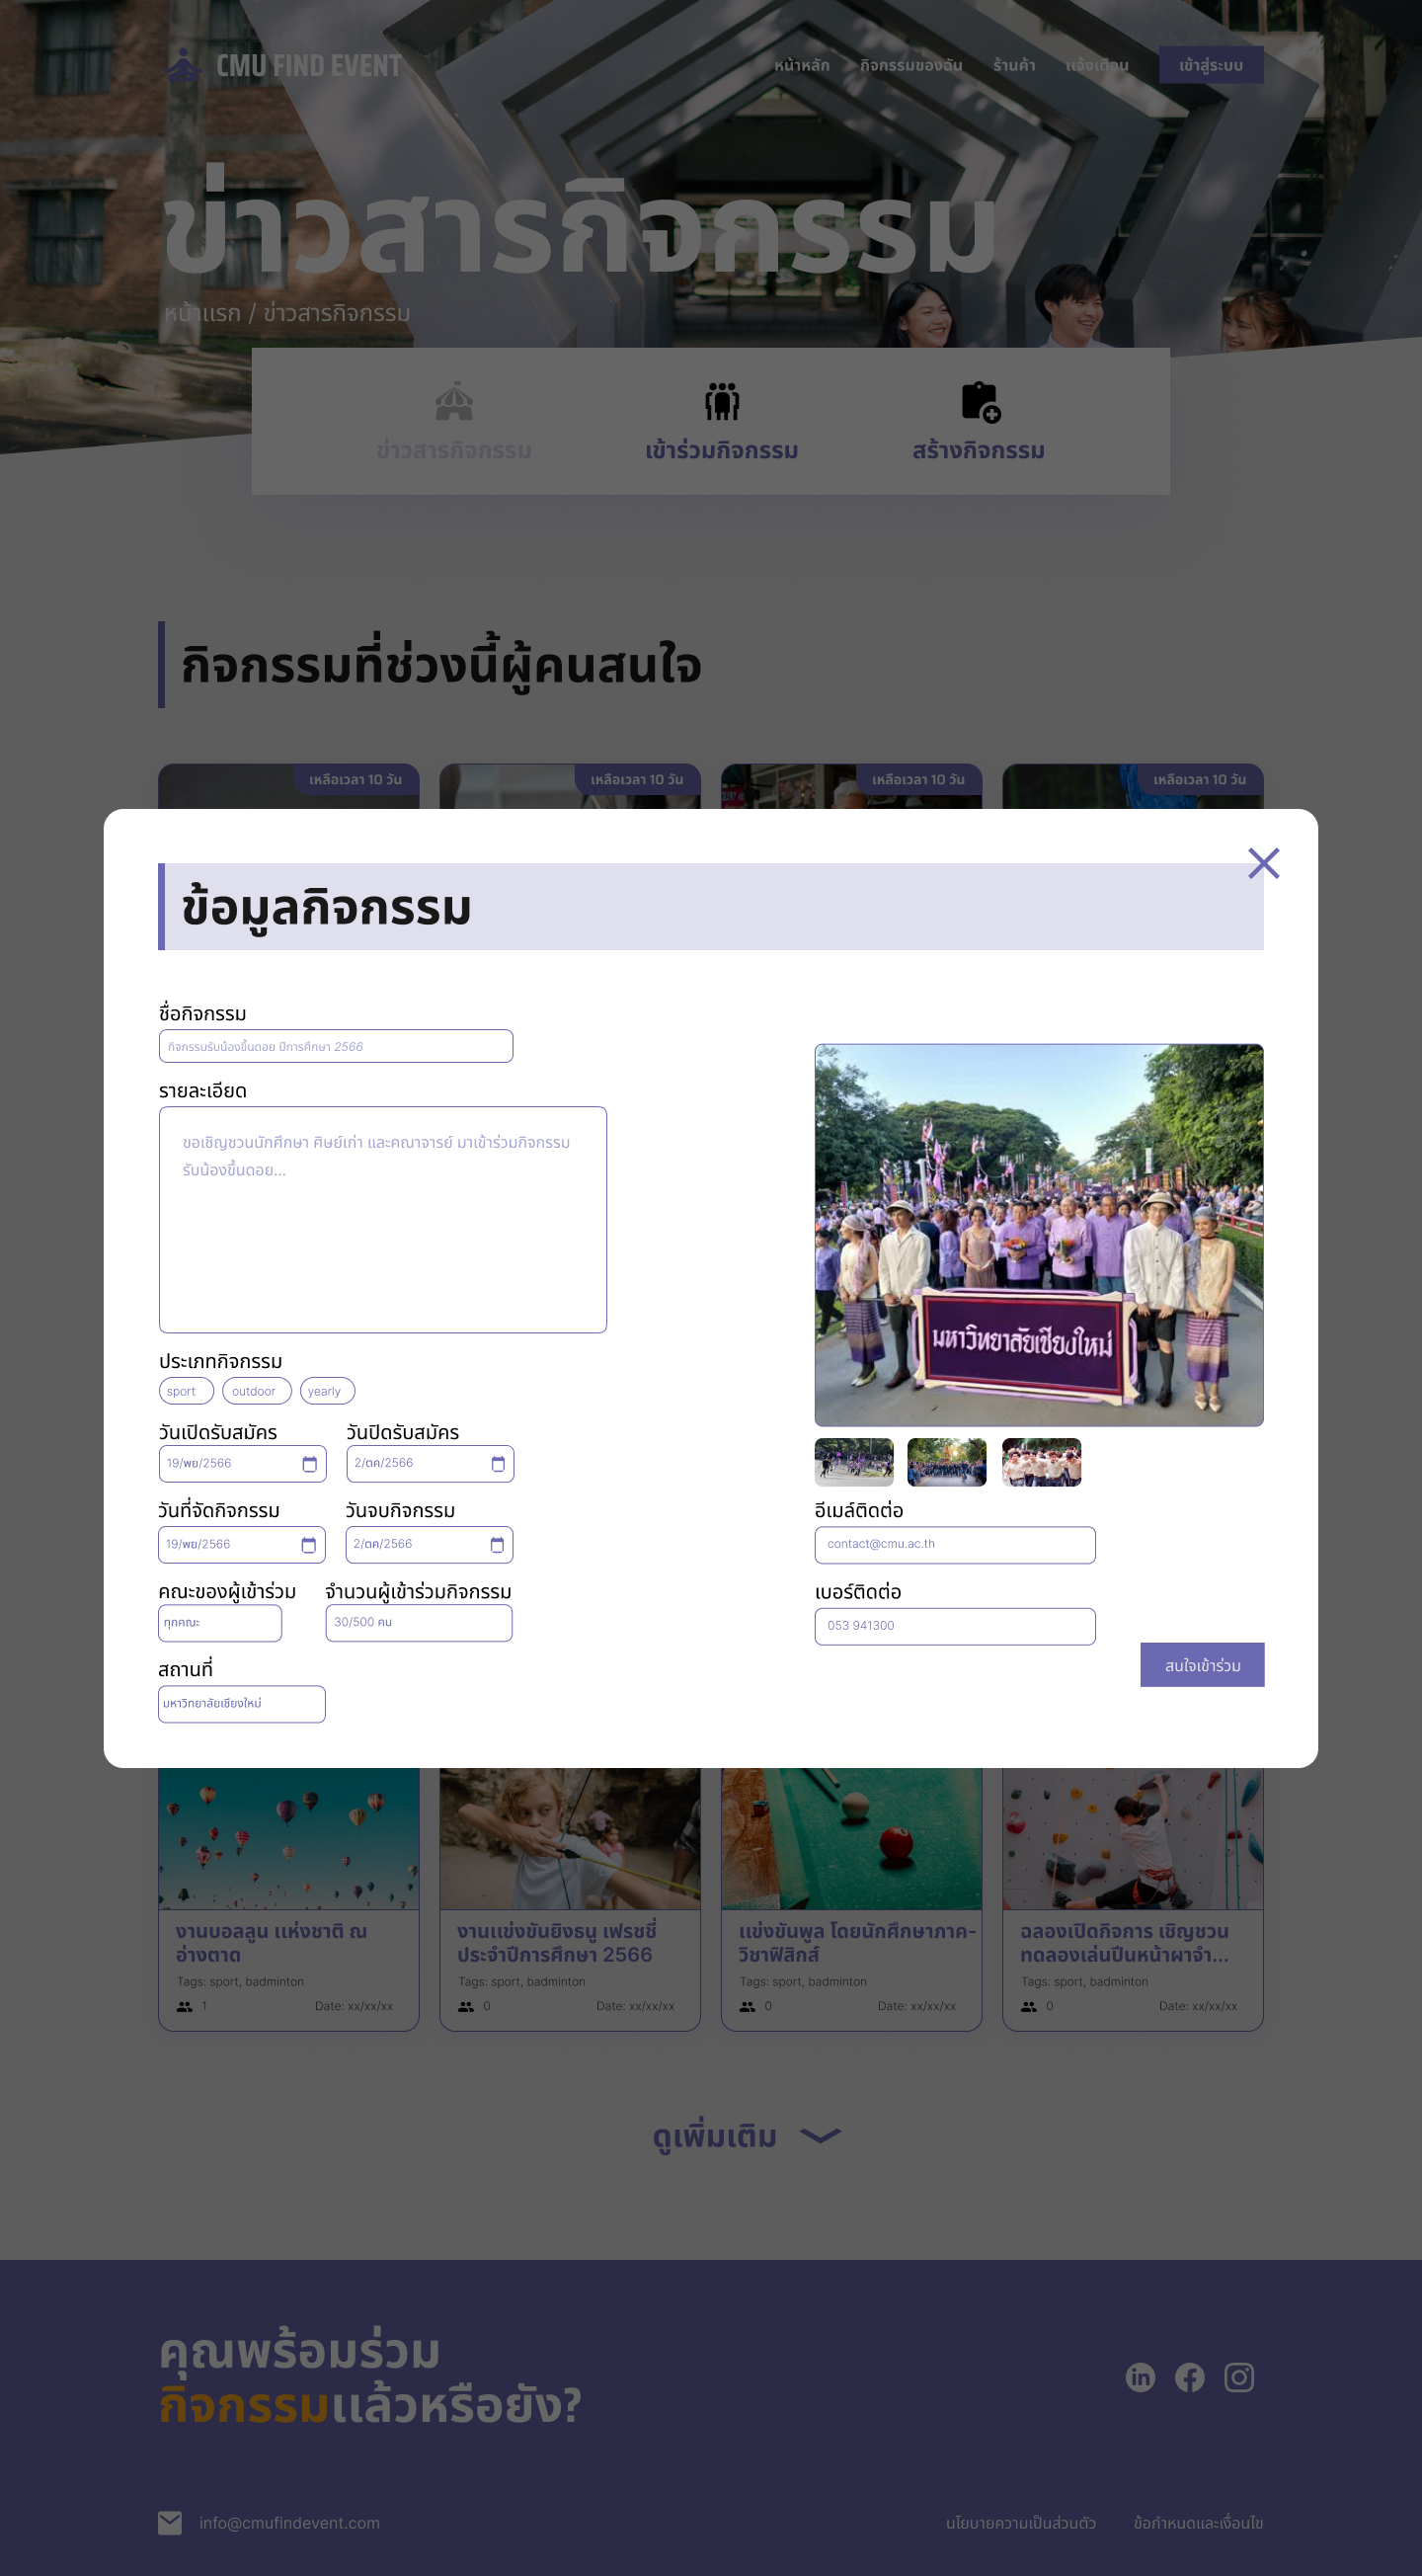 CMU FIND EVENT
หน้าหลัก
กิจกรรมของฉัน
ร้านค้า
แจ้งเตือน
เข้าสู่ระบบ
ข่าวสารกิจกรรม
หน้าแรก / ข่าวสารกิจกรรม
ข่าวสารกิจกรรม
เข้าร่วมกิจกรรม
สร้างกิจกรรม
กิจกรรมที่ช่วงนี้ผู้คนสนใจ
เหลือเวลา 10 วัน
เหลือเวลา 10 วัน
เหลือเวลา 10 วัน
เหลือเวลา 10 วัน
ข้อมูลกิจกรรม
ชื่อกิจกรรม
กิจกรรมรับน้องขึ้นดอย ปีการศึกษา 2566
รายละเอียด
ขอเชิญชวนนักศึกษา ศิษย์เก่า และคณาจารย์ มาเข้าร่วมกิจกรรม
รับน้องขึ้นดอย...
ประเภทกิจกรรม
sport
outdoor
yearly
วันเปิดรับสมัคร
วันปิดรับสมัคร
19/พย/2566
2/ตค/2566
วันที่จัดกิจกรรม
วันจบกิจกรรม
19/พย/2566
2/ตค/2566
คณะของผู้เข้าร่วม
จำนวนผู้เข้าร่วมกิจกรรม
ทุกคณะ
30/500 คน
สถานที่
มหาวิทยาลัยเชียงใหม่
มหาวิทยาลัยเชียงใหม่
อีเมล์ติดต่อ
contact@cmu.ac.th
เบอร์ติดต่อ
053 941300
สนใจเข้าร่วม
งานบอลลูน แห่งชาติ ณ
อ่างตาด
Tags: sport, badminton
1
Date: xx/xx/xx
งานแข่งขันยิงธนู เฟรชชี่
ประจำปีการศึกษา 2566
Tags: sport, badminton
0
Date: xx/xx/xx
แข่งขันพูล โดยนักศึกษาภาค-
วิชาฟิสิกส์
Tags: sport, badminton
0
Date: xx/xx/xx
ฉลองเปิดกิจการ เชิญชวน
ทดลองเล่นปีนหน้าผาจำ...
Tags: sport, badminton
0
Date: xx/xx/xx
ดูเพิ่มเติม
คุณพร้อมร่วม
กิจกรรมแล้วหรือยัง?
info@cmufindevent.com
นโยบายความเป็นส่วนตัว
ข้อกำหนดและเงื่อนไข